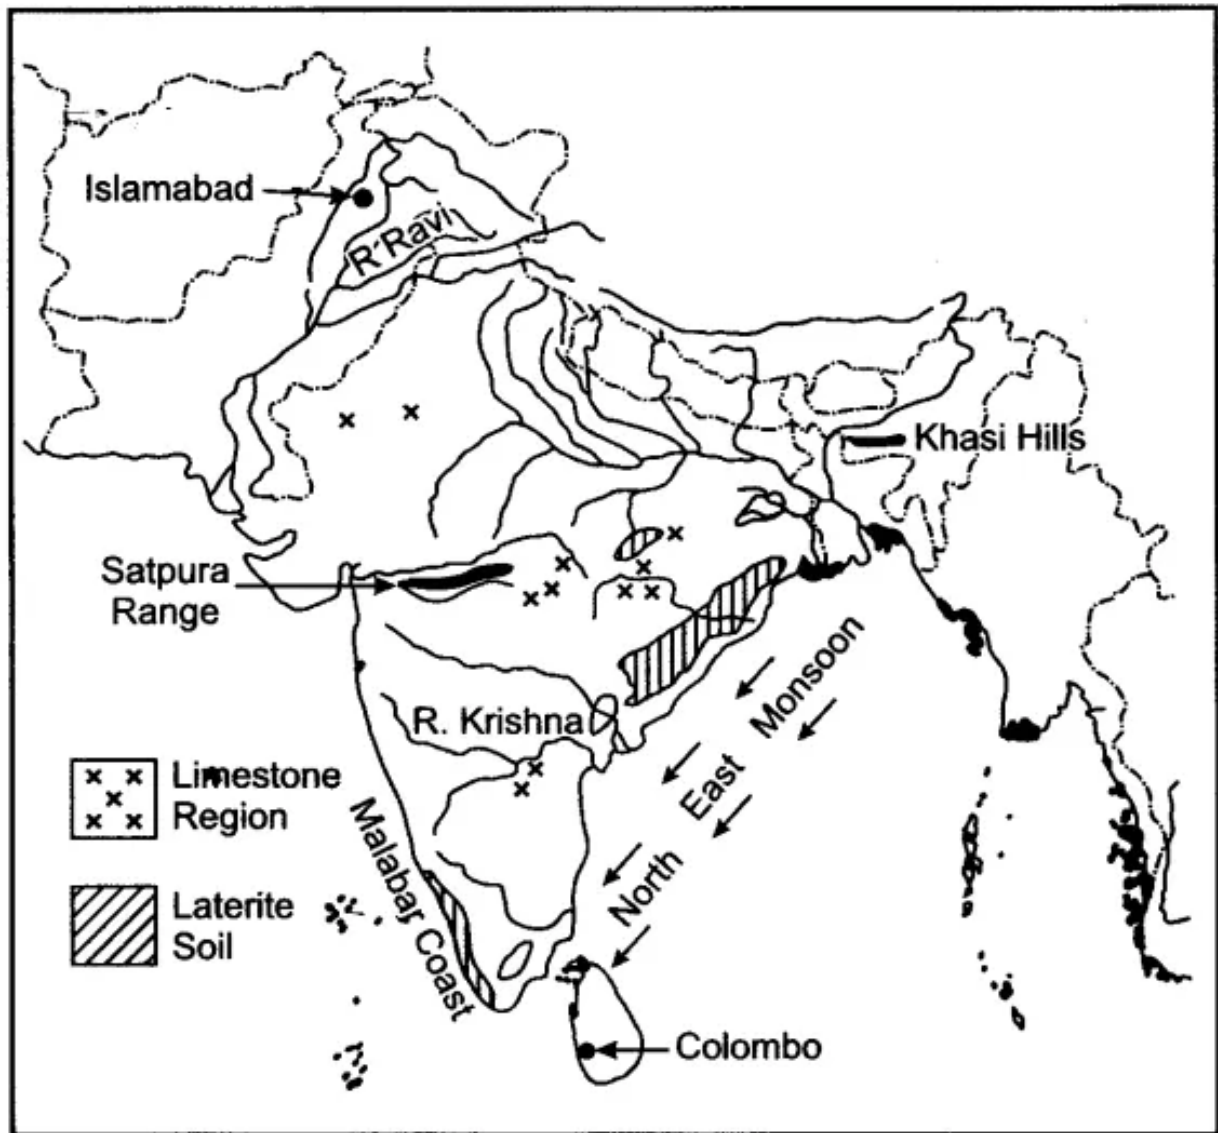 Islamabad
R Ravi
Khasi Hills
Satpura
Range
North East Monsoon
R. Krishna
Limestone
Region
Malabar Coast
Laterite
Soil
Colombo